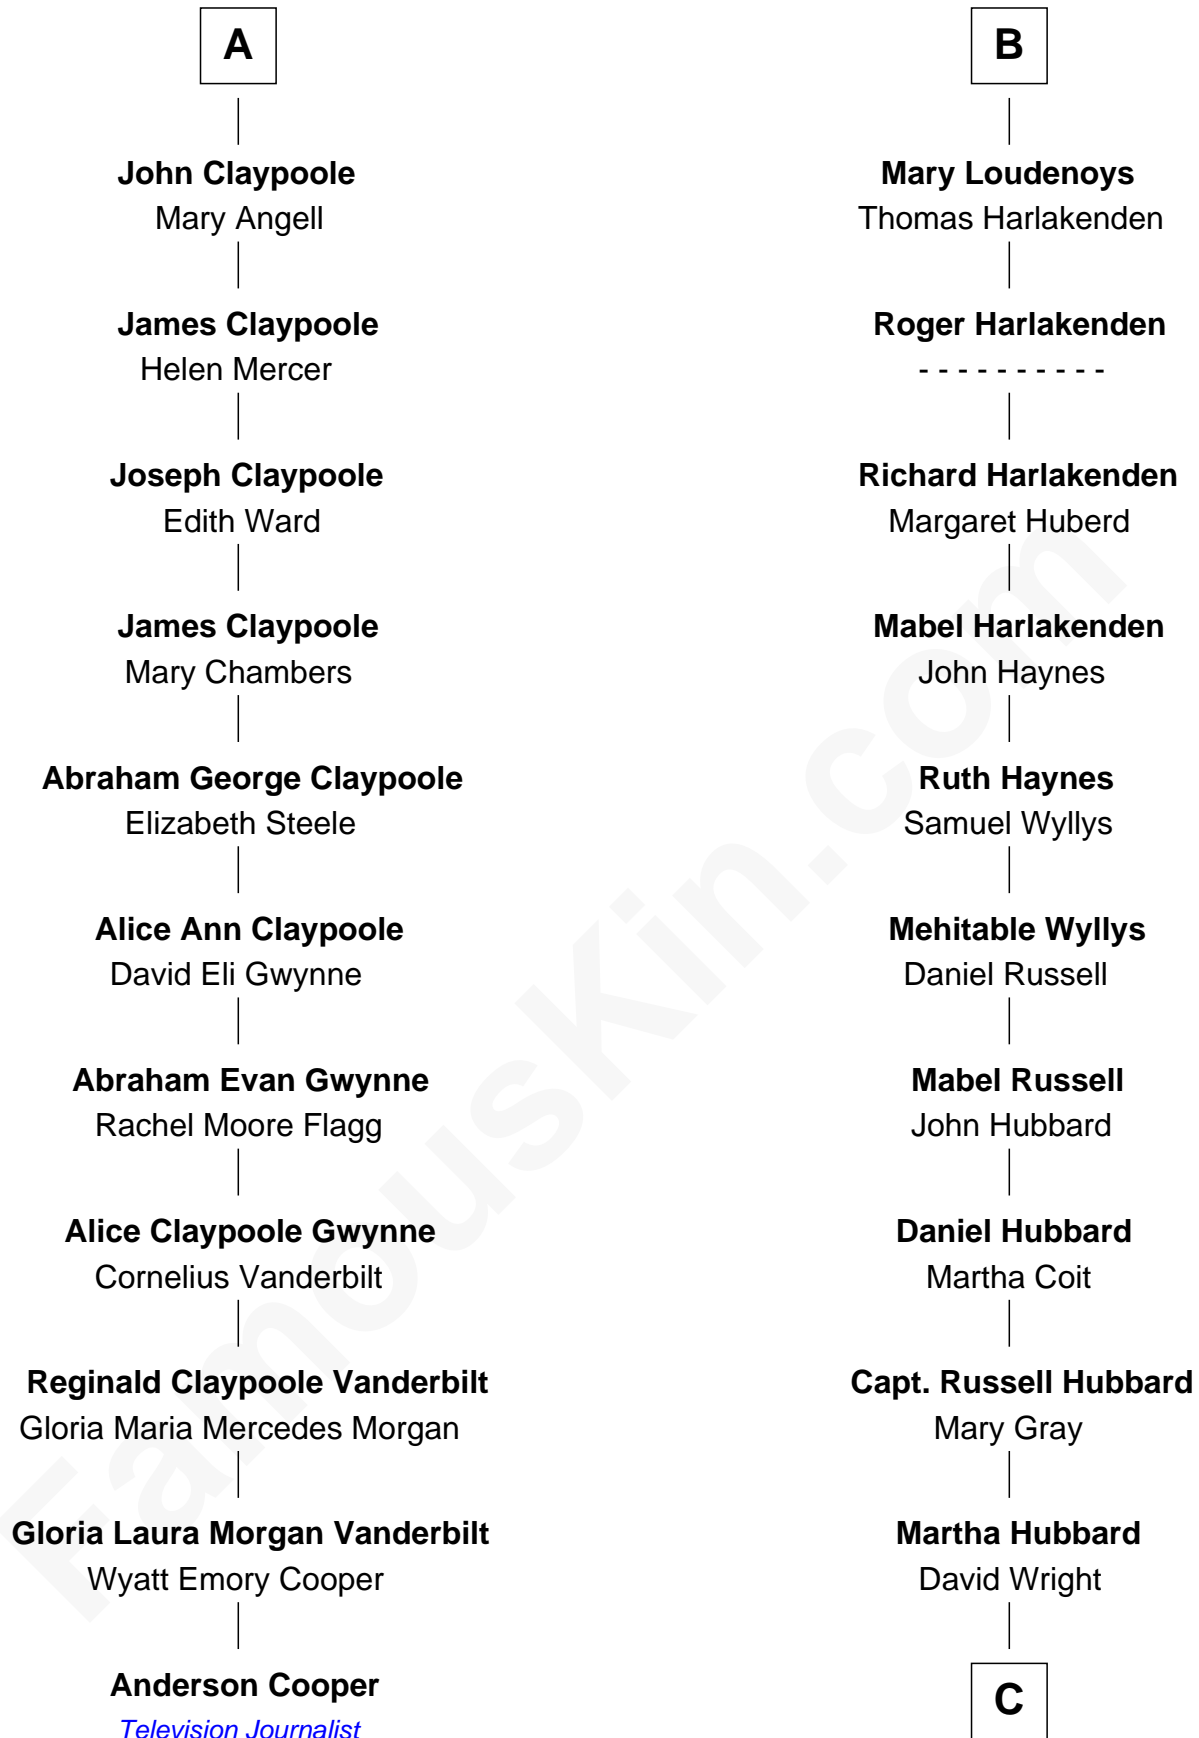 A
John Claypoole
Mary Angell
James Claypoole
Helen Mercer
Joseph Claypoole
Edith Ward
James Claypoole
Mary Chambers
Abraham George Claypoole
Elizabeth Steele
Alice Ann Claypoole
David Eli Gwynne
Abraham Evan Gwynne
Rachel Moore Flagg
Alice Claypoole Gwynne
Cornelius Vanderbilt
Reginald Claypoole Vanderbilt
Gloria Maria Mercedes Morgan
Gloria Laura Morgan Vanderbilt
Wyatt Emory Cooper
Anderson Cooper
Television Journalist
B
Mary Loudenoys
Thomas Harlakenden
Roger Harlakenden
- - - - - - - - - -
Richard Harlakenden
Margaret Huberd
Mabel Harlakenden
John Haynes
Ruth Haynes
Samuel Wyllys
Mehitable Wyllys
Daniel Russell
Mabel Russell
John Hubbard
Daniel Hubbard
Martha Coit
Capt. Russell Hubbard
Mary Gray
Martha Hubbard
David Wright
C
FamousKin.com